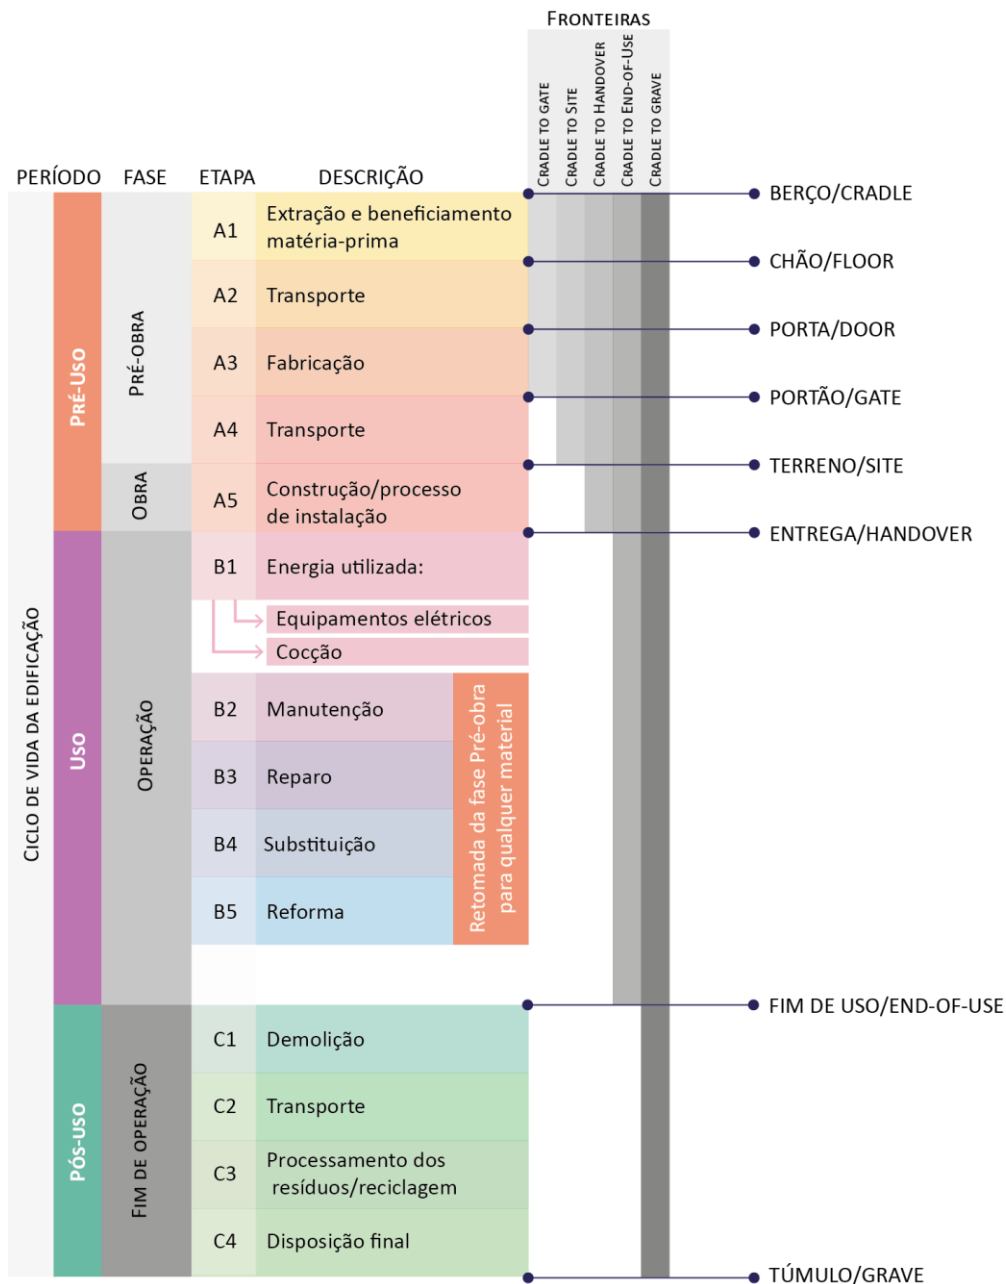 FRONTEIRAS
CRADLE TO GATE
CRADLE TO SITE
CRADLE TO HANDOVER
CRADLE TO END-OF-USE
CRADLE TO GRAVE
PERÍODO FASE ETAPA DESCRIÇÃO
CICLO DE VIDA DA EDIFICAÇÃO
PRÉ-USO
PRÉ-OBRA
A1 Extração e beneficiamento
matéria-prima
A2 Transporte
A3 Fabricação
A4 Transporte
OBRA
A5 Construção/processo
de instalação
USO
OPERAÇÃO
B1 Energia utilizada:
Equipamentos elétricos
Cocção
B2 Manutenção
B3 Reparo
B4 Substituição
B5 Reforma
Retomada da fase Pré-obra
para qualquer material
PÓS-USO
FIM DE OPERAÇÃO
C1 Demolição
C2 Transporte
C3 Processamento dos
resíduos/reciclagem
C4 Disposição final
BERÇO/CRADLE
CHÃO/FLOOR
PORTA/DOOR
PORTÃO/GATE
TERRENO/SITE
ENTREGA/HANDOVER
FIM DE USO/END-OF-USE
TÚMULO/GRAVE